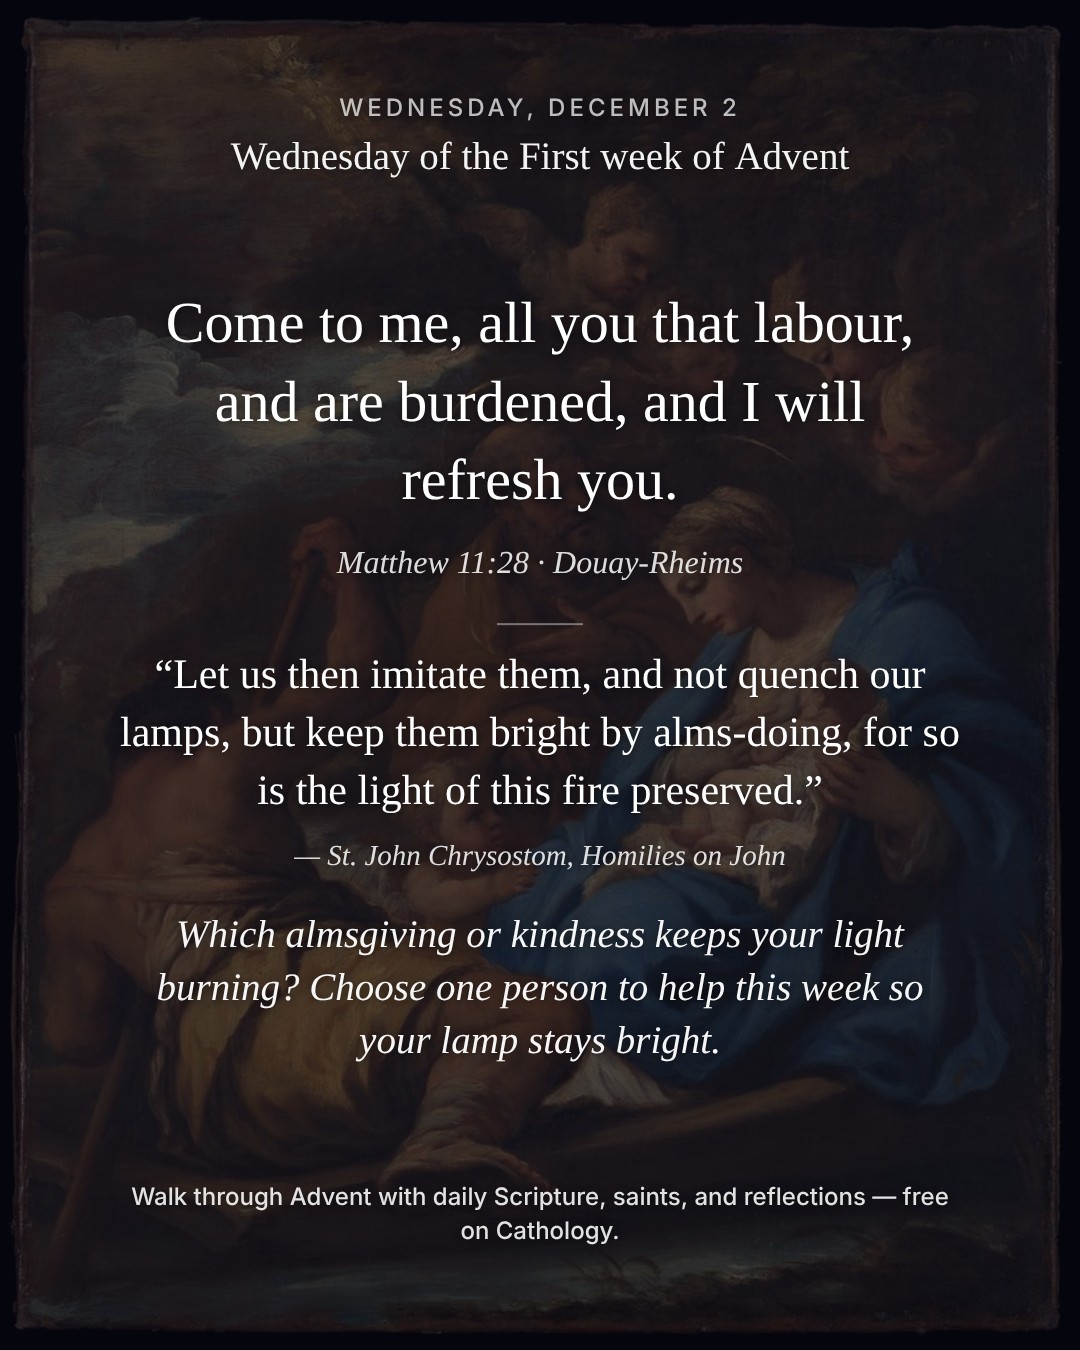 WEDNESDAY, DECEMBER 2
Wednesday of the First week of Advent
Come to me, all you that labour,
and are burdened, and I will
refresh you.
Matthew 11:28 · Douay-Rheims
“Let us then imitate them, and not quench our
lamps, but keep them bright by alms-doing, for so
is the light of this fire preserved.”
— St. John Chrysostom, Homilies on John
Which almsgiving or kindness keeps your light
burning? Choose one person to help this week so
your lamp stays bright.
Walk through Advent with daily Scripture, saints, and reflections — free
on Cathology.